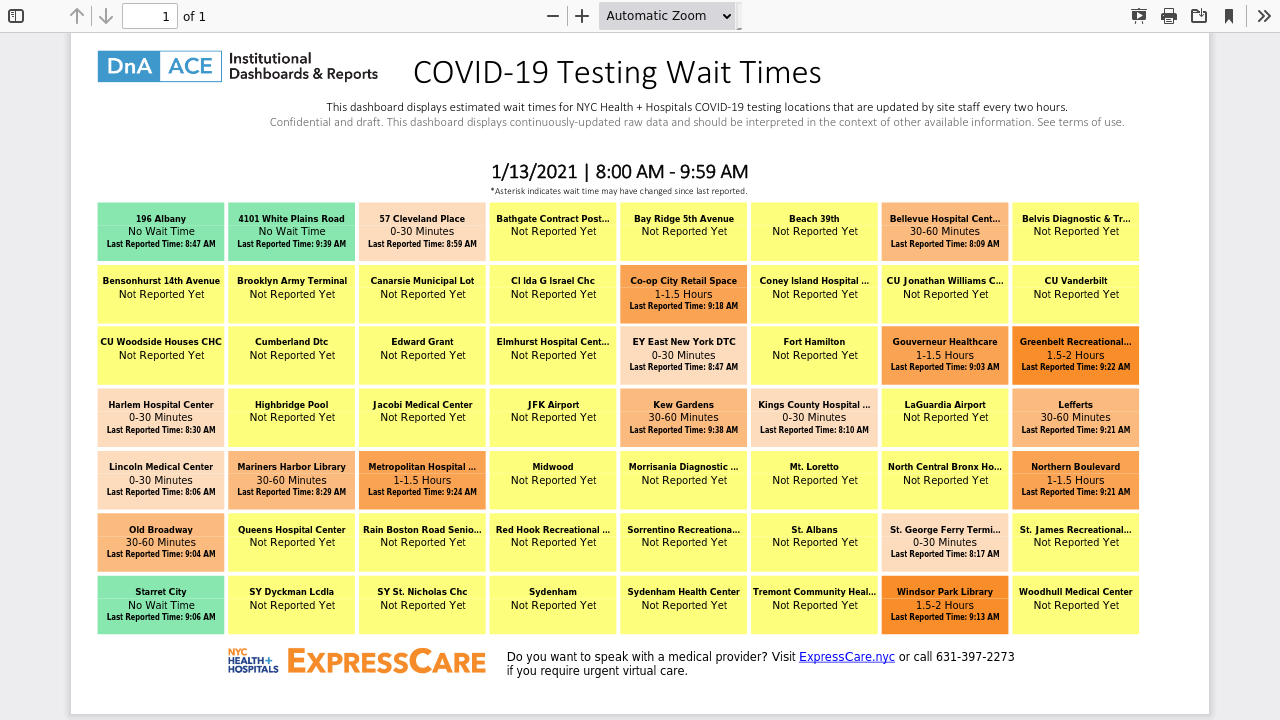 1 of 1 Automatic Zoom
DnA ACE Institutional
Dashboards & Reports
COVID-19 Testing Wait Times
This dashboard displays estimated wait times for NYC Health + Hospitals COVID-19 testing locations that are updated by site staff every two hours.
Confidential and draft. This dashboard displays continuously-updated raw data and should be interpreted in the context of other available information. See terms of use.
1/13/2021 | 8:00 AM - 9:59 AM
*Asterisk indicates wait time may have changed since last reported.
196 Albany
No Wait Time
Last Reported Time: 8:47 AM
4101 White Plains Road
No Wait Time
Last Reported Time: 9:39 AM
57 Cleveland Place
0-30 Minutes
Last Reported Time: 8:59 AM
Bathgate Contract Post...
Not Reported Yet
Bay Ridge 5th Avenue
Not Reported Yet
Beach 39th
Not Reported Yet
Bellevue Hospital Cent...
30-60 Minutes
Last Reported Time: 8:09 AM
Belvis Diagnostic & Tr...
Not Reported Yet
Bensonhurst 14th Avenue
Not Reported Yet
Brooklyn Army Terminal
Not Reported Yet
Canarsie Municipal Lot
Not Reported Yet
Cl Ida G Israel Chc
Not Reported Yet
Co-op City Retail Space
1-1.5 Hours
Last Reported Time: 9:18 AM
Coney Island Hospital ...
Not Reported Yet
CU Jonathan Williams C...
Not Reported Yet
CU Vanderbilt
Not Reported Yet
CU Woodside Houses CHC
Not Reported Yet
Cumberland Dtc
Not Reported Yet
Edward Grant
Not Reported Yet
Elmhurst Hospital Cent...
Not Reported Yet
EY East New York DTC
0-30 Minutes
Last Reported Time: 8:47 AM
Fort Hamilton
Not Reported Yet
Gouverneur Healthcare
1-1.5 Hours
Last Reported Time: 9:03 AM
Greenbelt Recreational...
1.5-2 Hours
Last Reported Time: 9:22 AM
Harlem Hospital Center
0-30 Minutes
Last Reported Time: 8:30 AM
Highbridge Pool
Not Reported Yet
Jacobi Medical Center
Not Reported Yet
JFK Airport
Not Reported Yet
Kew Gardens
30-60 Minutes
Last Reported Time: 9:38 AM
Kings County Hospital ...
0-30 Minutes
Last Reported Time: 8:10 AM
LaGuardia Airport
Not Reported Yet
Lefferts
30-60 Minutes
Last Reported Time: 9:21 AM
Lincoln Medical Center
0-30 Minutes
Last Reported Time: 8:06 AM
Mariners Harbor Library
30-60 Minutes
Last Reported Time: 8:29 AM
Metropolitan Hospital ...
1-1.5 Hours
Last Reported Time: 9:24 AM
Midwood
Not Reported Yet
Morrisania Diagnostic ...
Not Reported Yet
Mt. Loretto
Not Reported Yet
North Central Bronx Ho...
Not Reported Yet
Northern Boulevard
1-1.5 Hours
Last Reported Time: 9:21 AM
Old Broadway
30-60 Minutes
Last Reported Time: 9:04 AM
Queens Hospital Center
Not Reported Yet
Rain Boston Road Senio...
Not Reported Yet
Red Hook Recreational ...
Not Reported Yet
Sorrentino Recreationa...
Not Reported Yet
St. Albans
Not Reported Yet
St. George Ferry Termi...
0-30 Minutes
Last Reported Time: 8:17 AM
St. James Recreational...
Not Reported Yet
Starret City
No Wait Time
Last Reported Time: 9:06 AM
SY Dyckman Lcdla
Not Reported Yet
SY St. Nicholas Chc
Not Reported Yet
Sydenham
Not Reported Yet
Sydenham Health Center
Not Reported Yet
Tremont Community Heal...
Not Reported Yet
Windsor Park Library
1.5-2 Hours
Last Reported Time: 9:13 AM
Woodhull Medical Center
Not Reported Yet
NYC
HEALTH+
HOSPITALS
EXPRESSCARE
Do you want to speak with a medical provider? Visit ExpressCare.nyc or call 631-397-2273
if you require urgent virtual care.